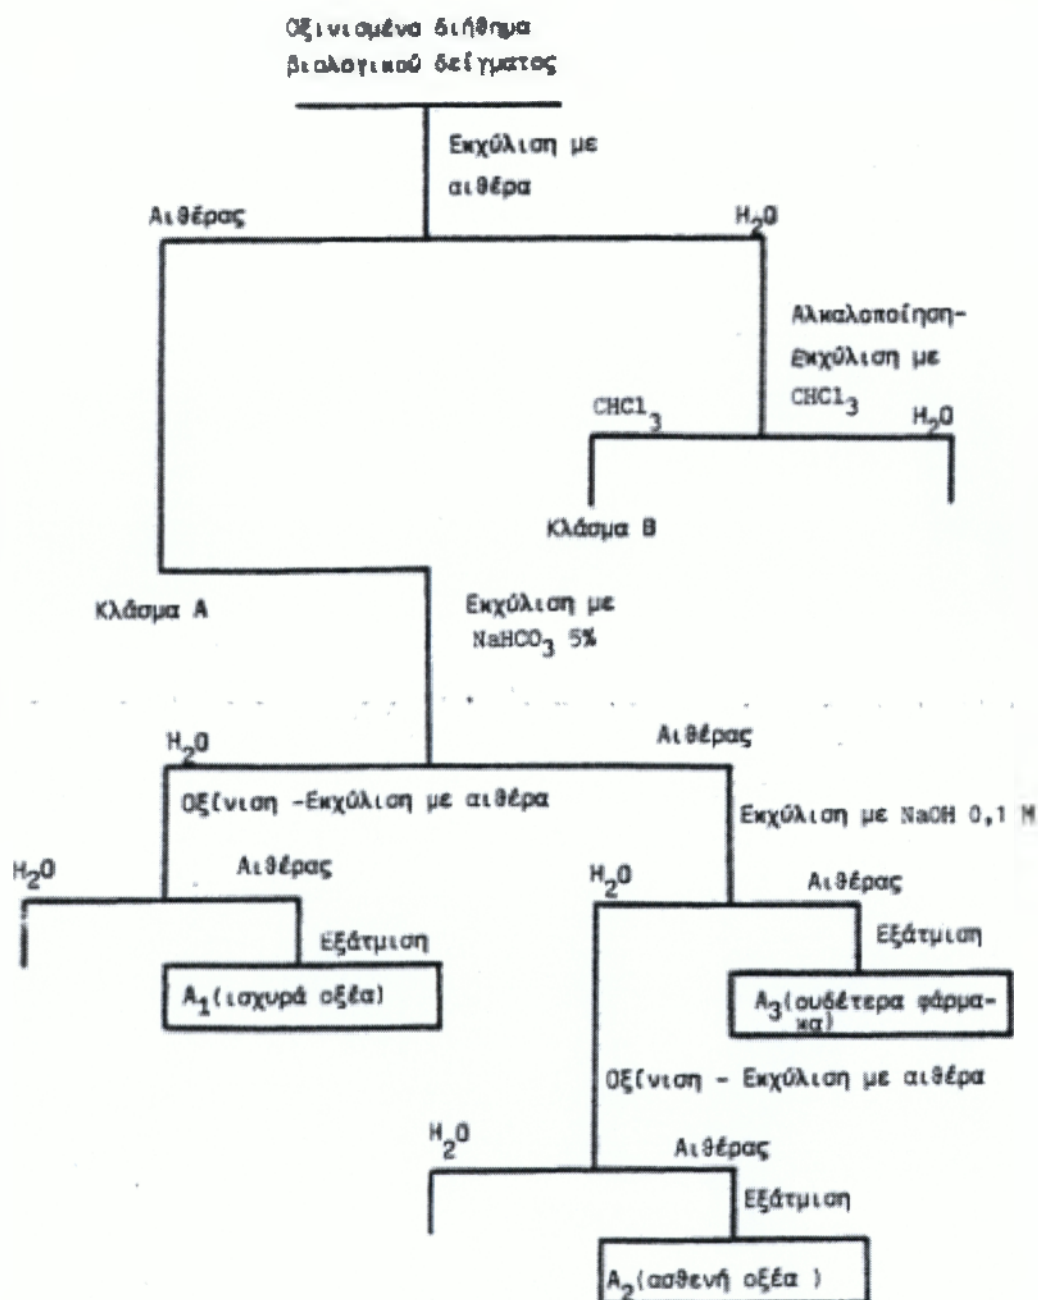 Οξινισμένα διήθημα
βιολογικού δείγματος
Εκχύλιση με
αιθέρα
Αιθέρας
H₂O
Αλκαλοποίηση-
Εκχύλιση με
CHCl₃
CHCl₃
H₂O
Κλάσμα B
Κλάσμα A
Εκχύλιση με
NaHCO₃ 5%
H₂O
Αιθέρας
Οξίνιση -Εκχύλιση με αιθέρα
Εκχύλιση με NaOH 0,1 M
H₂O
Αιθέρας
H₂O
Αιθέρας
Εξάτμιση
Εξάτμιση
A₁(ισχυρά οξέα)
A₃(ουδέτερα φάρμα-
κα)
Οξίνιση - Εκχύλιση με αιθέρα
H₂O
Αιθέρας
Εξάτμιση
A₂(ασθενή οξέα )